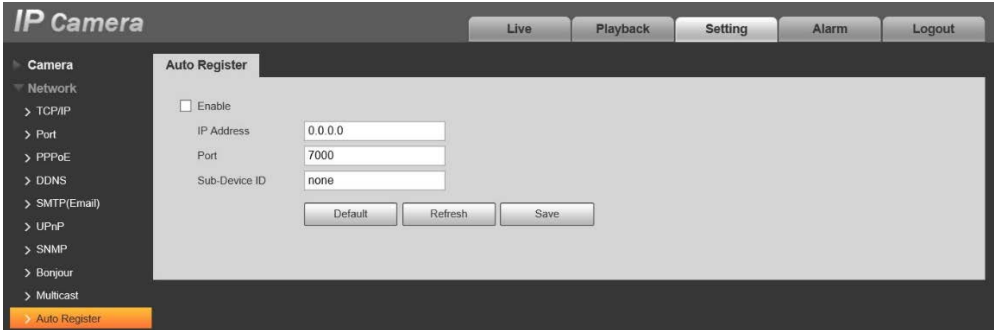 IP Camera
Live Playback Setting Alarm Logout
Camera
Network
TCP/IP
Port
PPPoE
DDNS
SMTP(Email)
UPnP
SNMP
Bonjour
Multicast
Auto Register
Auto Register
Enable
IP Address 0.0.0.0
Port 7000
Sub-Device ID none
Default Refresh Save